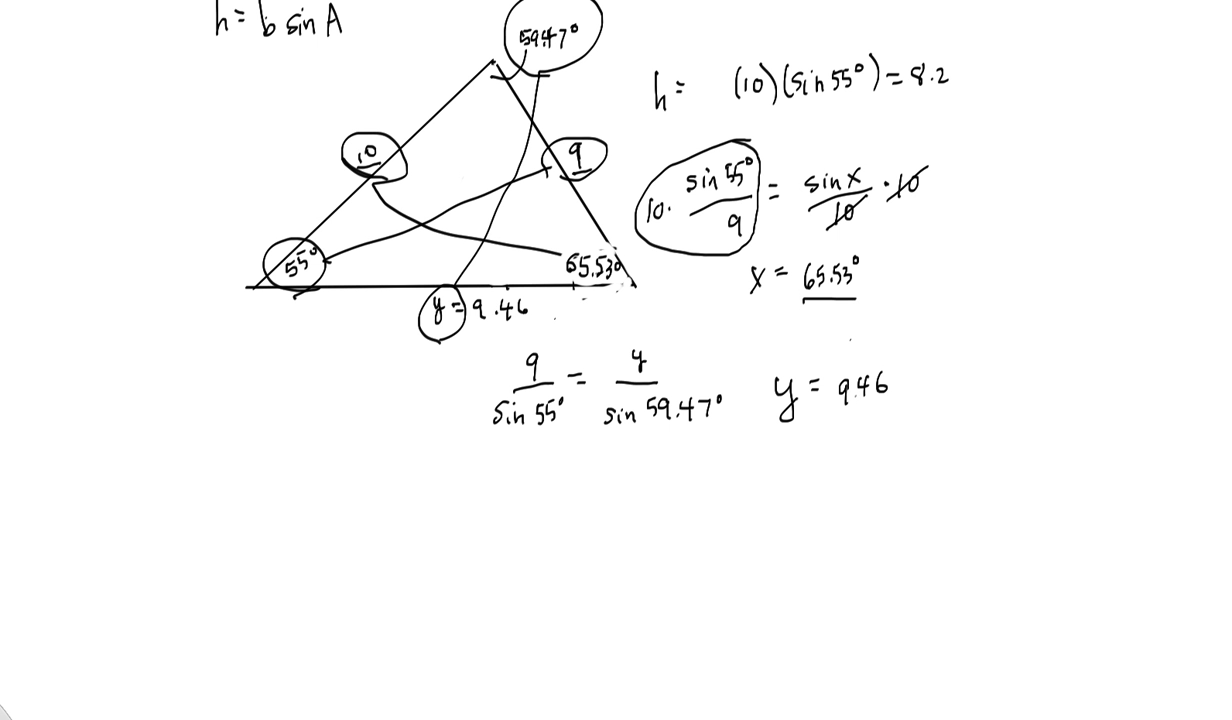 h = b sin A
59.47°
h = (10)(sin 55°) = 8.2
10
9
10 · sin 55° / 9 = sin x / 10 · 10
55°
65.53°
x = 65.53°
y = 9.46
9 / sin 55° = y / sin 59.47°
y = 9.46